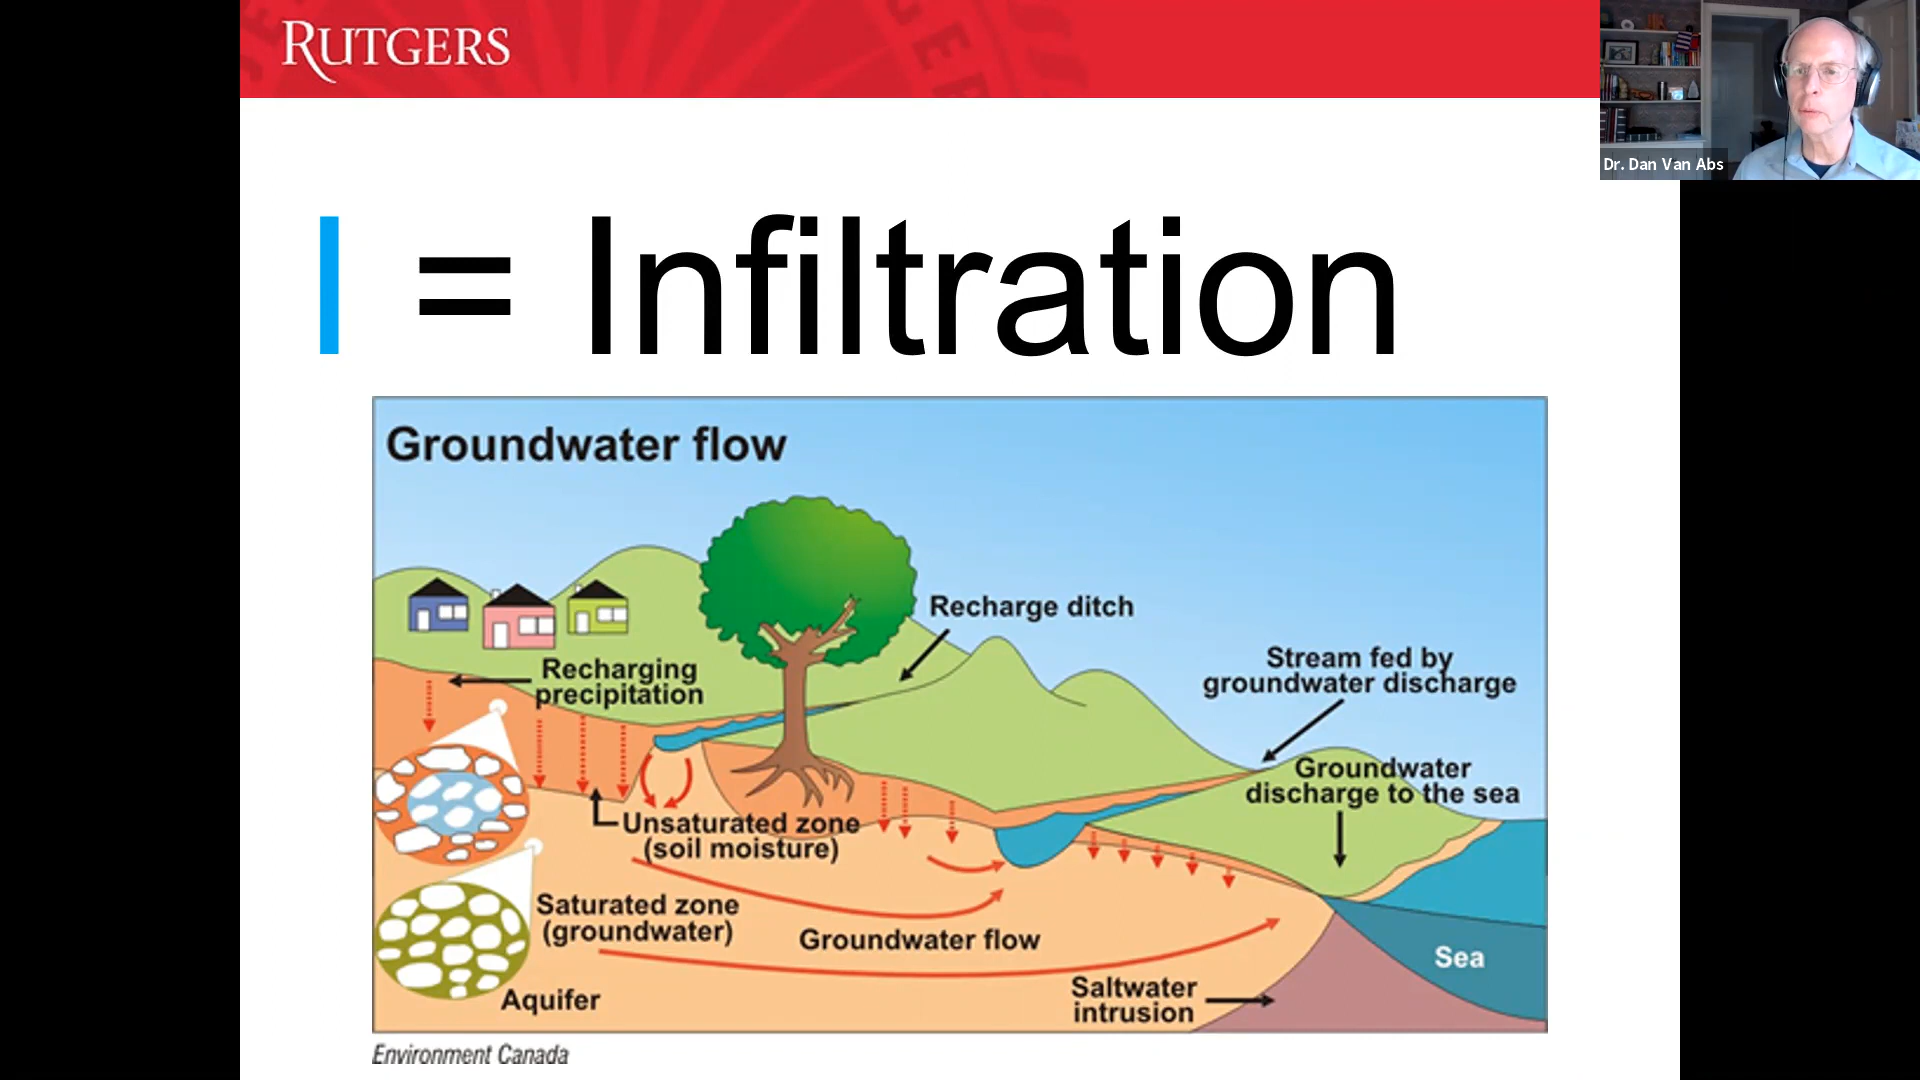 RUTGERS
Dr. Dan Van Abs
I = Infiltration
Groundwater flow
Recharge ditch
Stream fed by
groundwater discharge
Recharging
precipitation
Groundwater
discharge to the sea
Unsaturated zone
(soil moisture)
Saturated zone
(groundwater)
Groundwater flow
Sea
Saltwater
intrusion
Aquifer
Environment Canada